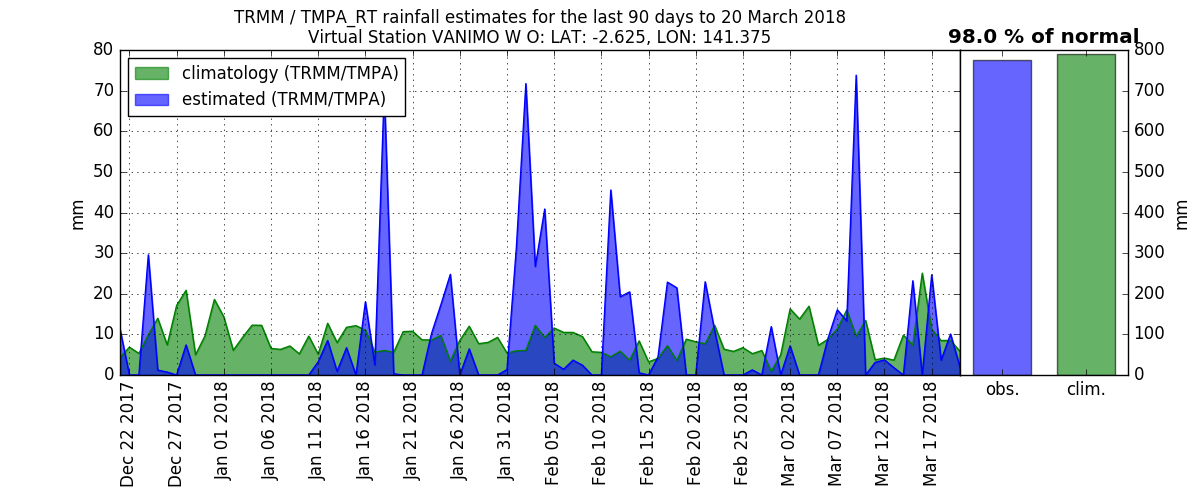 TRMM / TMPA_RT rainfall estimates for the last 90 days to 20 March 2018
Virtual Station VANIMO W O: LAT: -2.625, LON: 141.375
98.0 % of normal
climatology (TRMM/TMPA)
estimated (TRMM/TMPA)
80
70
60
50
40
30
20
10
0
mm
800
700
600
500
400
300
200
100
0
mm
Dec 22 2017
Dec 27 2017
Jan 01 2018
Jan 06 2018
Jan 11 2018
Jan 16 2018
Jan 21 2018
Jan 26 2018
Jan 31 2018
Feb 05 2018
Feb 10 2018
Feb 15 2018
Feb 20 2018
Feb 25 2018
Mar 02 2018
Mar 07 2018
Mar 12 2018
Mar 17 2018
obs.
clim.